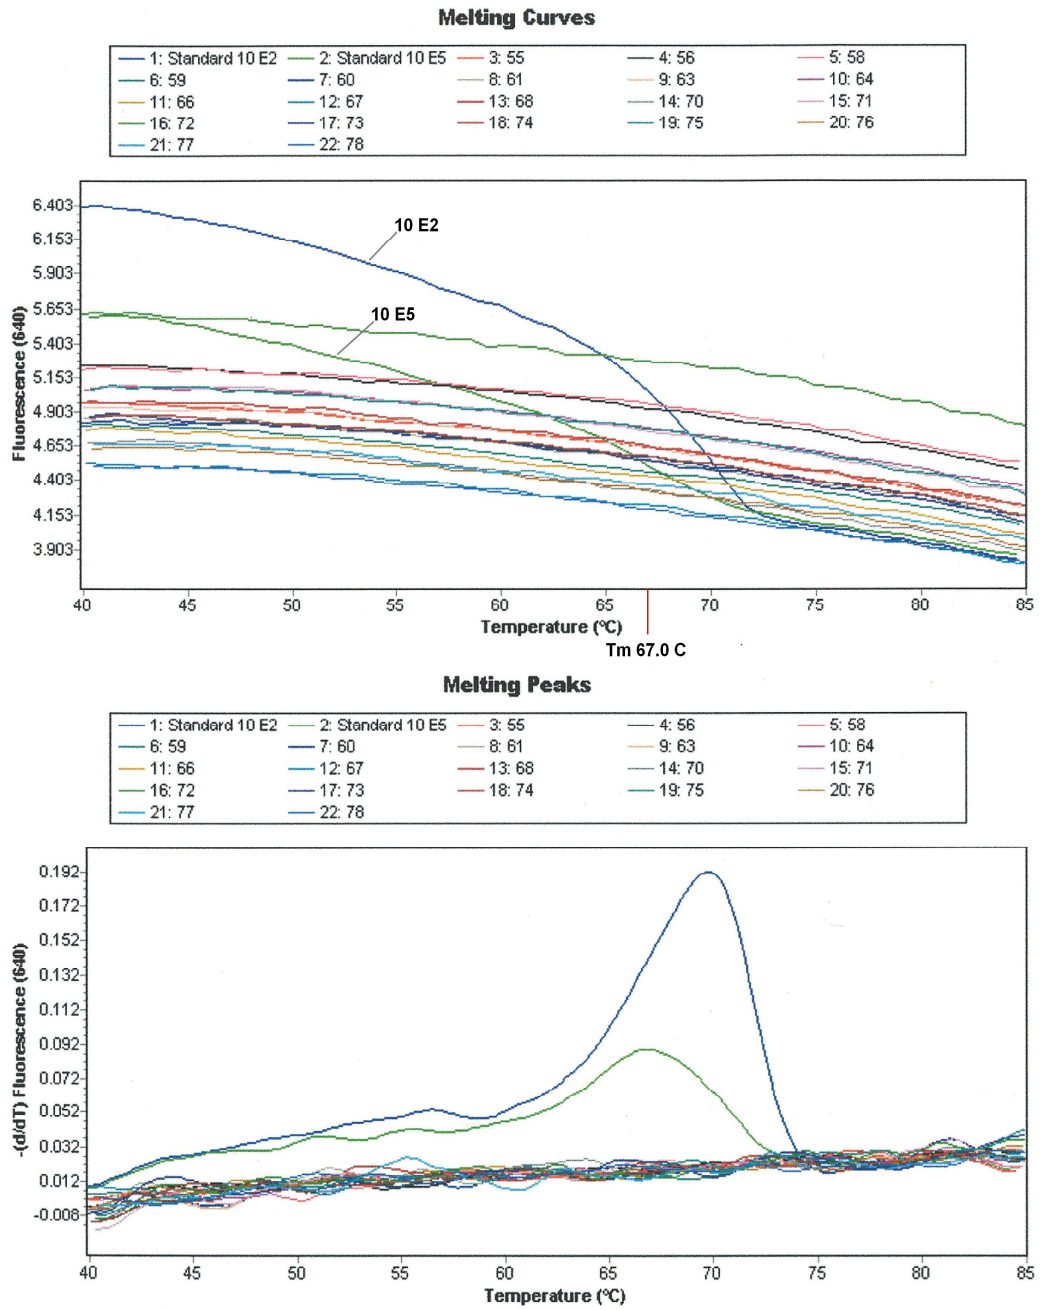 Melting Curves
1: Standard 10 E2 2: Standard 10 E5 3: 55 4: 56 5: 58
6: 59 7: 60 8: 61 9: 63 10: 64
11: 66 12: 67 13: 68 14: 70 15: 71
16: 72 17: 73 18: 74 19: 75 20: 76
21: 77 22: 78
Fluorescence (640)
6.403
6.153
5.903
5.653
5.403
5.153
4.903
4.653
4.403
4.153
3.903
10 E2
10 E5
40 45 50 55 60 65 70 75 80 85
Temperature (°C)
Tm 67.0 C
Melting Peaks
1: Standard 10 E2 2: Standard 10 E5 3: 55 4: 56 5: 58
6: 59 7: 60 8: 61 9: 63 10: 64
11: 66 12: 67 13: 68 14: 70 15: 71
16: 72 17: 73 18: 74 19: 75 20: 76
21: 77 22: 78
-(d/dT) Fluorescence (640)
0.192
0.172
0.152
0.132
0.112
0.092
0.072
0.052
0.032
0.012
-0.008
40 45 50 55 60 65 70 75 80 85
Temperature (°C)